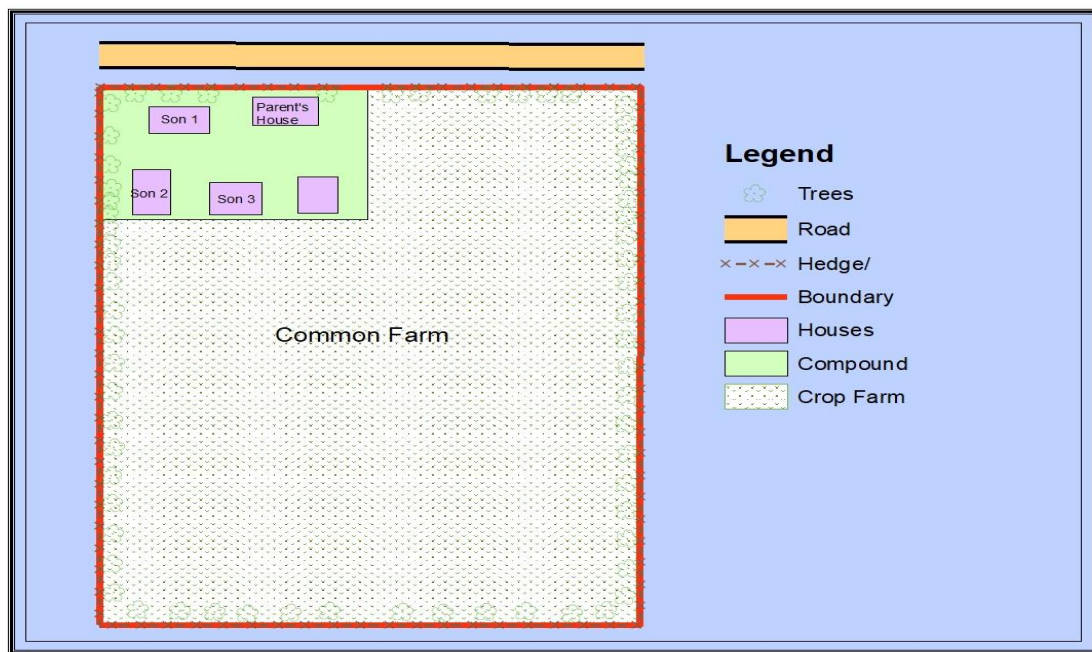 Son 1
Parent's
House
Son 2
Son 3
Common Farm
Legend
Trees
Road
Hedge/
Boundary
Houses
Compound
Crop Farm